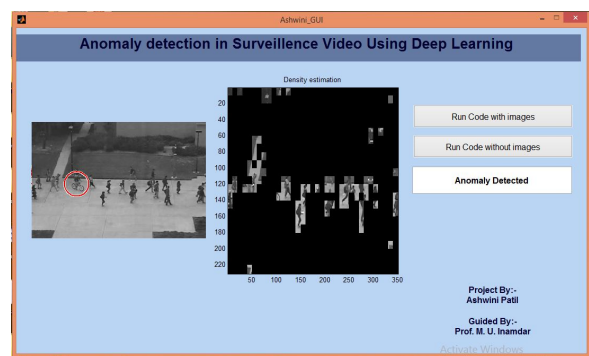 Ashwini_GUI
Anomaly detection in Surveillence Video Using Deep Learning
Density estimation
20
40
60
80
100
120
140
160
180
200
220
50 100 150 200 250 300 350
Run Code with images
Run Code without images
Anomaly Detected
Project By:-
Ashwini Patil
Guided By:-
Prof. M. U. Inamdar
Activate Windows